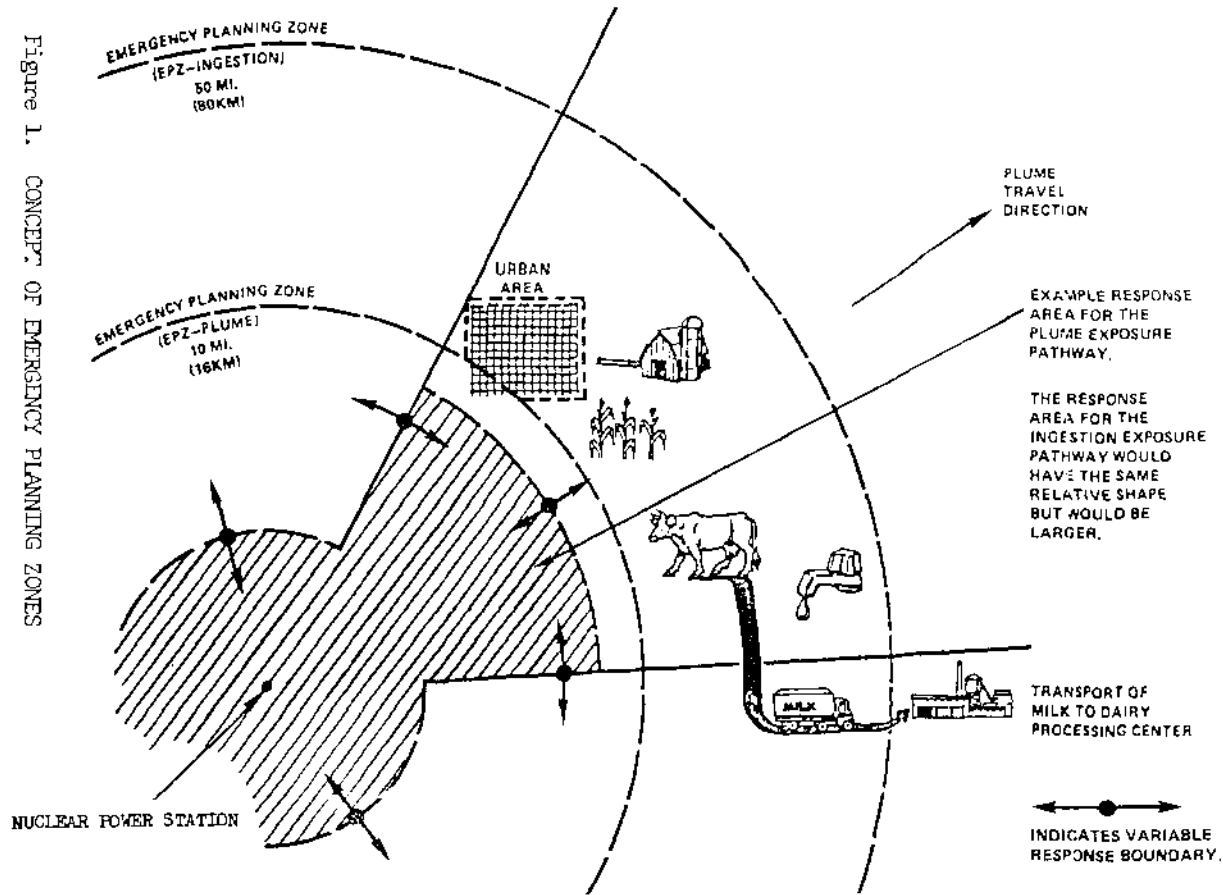 Figure 1. CONCEPT OF EMERGENCY PLANNING ZONES
EMERGENCY PLANNING ZONE
(EPZ-INGESTION)
50 MI.
(80KM)
EMERGENCY PLANNING ZONE
(EPZ-PLUME)
10 MI.
(16KM)
URBAN
AREA
PLUME
TRAVEL
DIRECTION
EXAMPLE RESPONSE
AREA FOR THE
PLUME EXPOSURE
PATHWAY.
THE RESPONSE
AREA FOR THE
INGESTION EXPOSURE
PATHWAY WOULD
HAVE THE SAME
RELATIVE SHAPE
BUT WOULD BE
LARGER.
MILK
TRANSPORT OF
MILK TO DAIRY
PROCESSING CENTER
NUCLEAR POWER STATION
INDICATES VARIABLE
RESPONSE BOUNDARY.